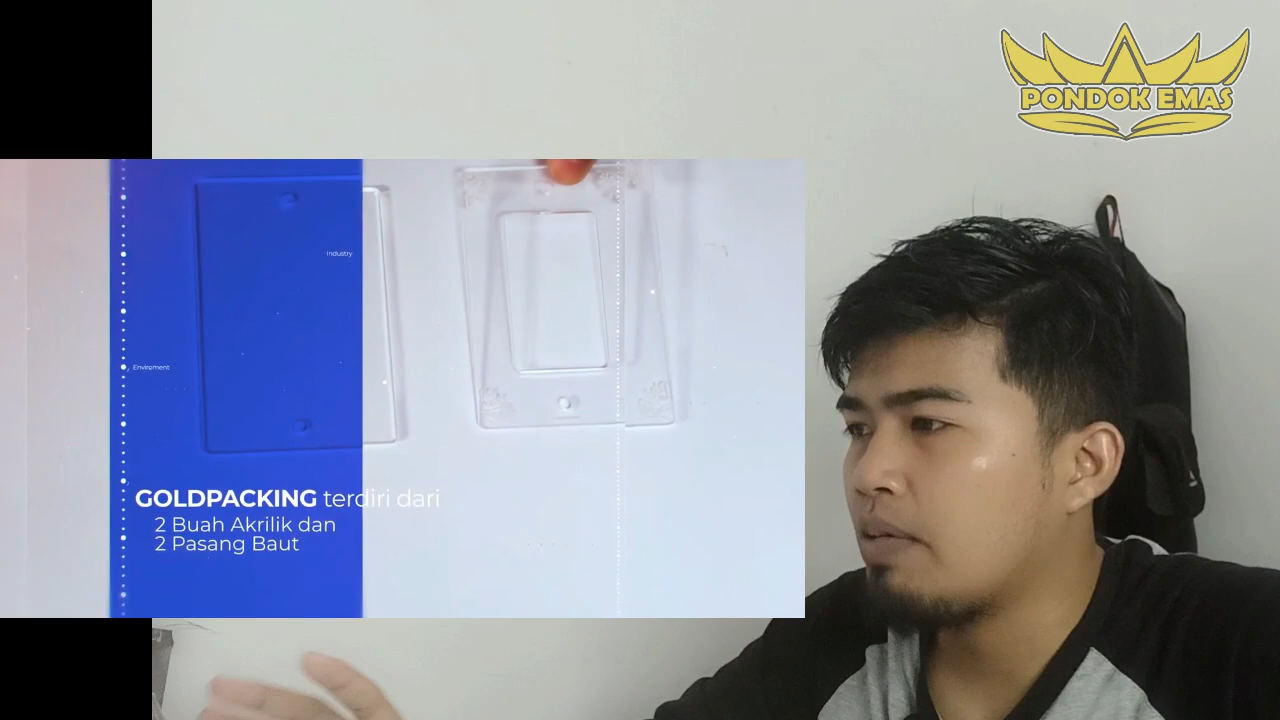 PONDOK EMAS
Industry
Enviroment
GOLDPACKING terdiri dari
2 Buah Akrilik dan
2 Pasang Baut